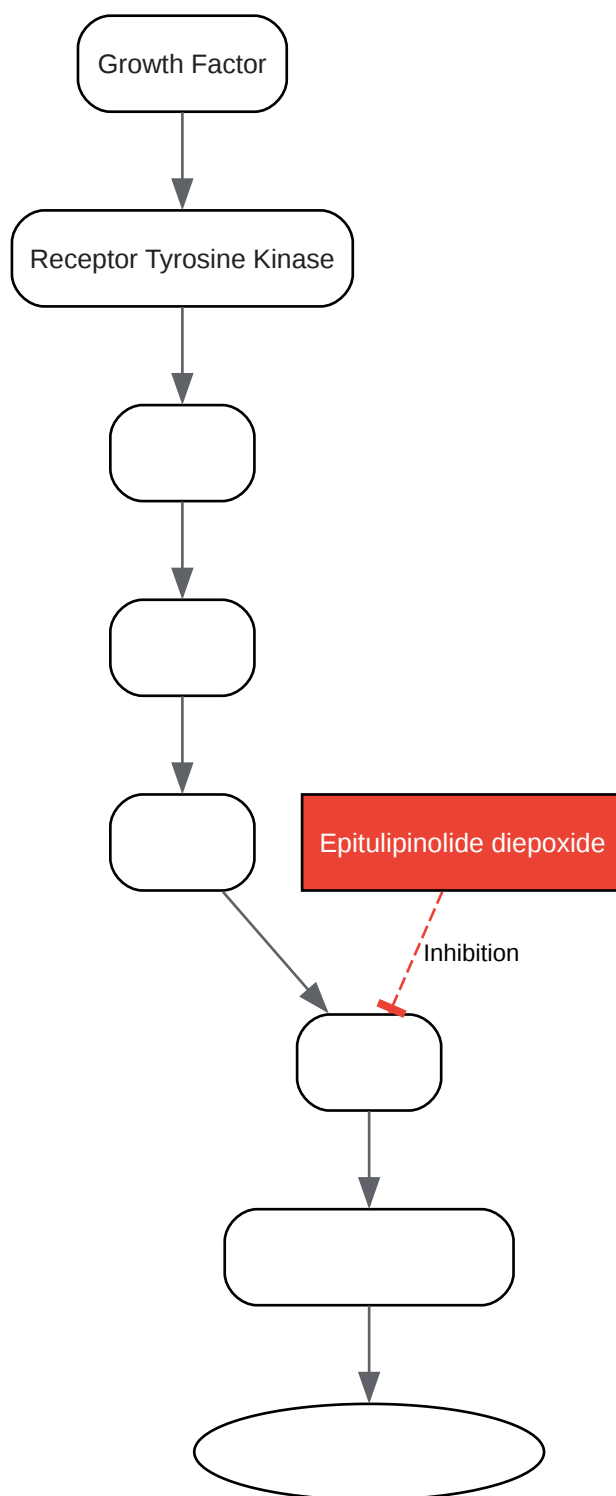 Growth Factor
Receptor Tyrosine Kinase
Epitulipinolide diepoxide
Inhibition